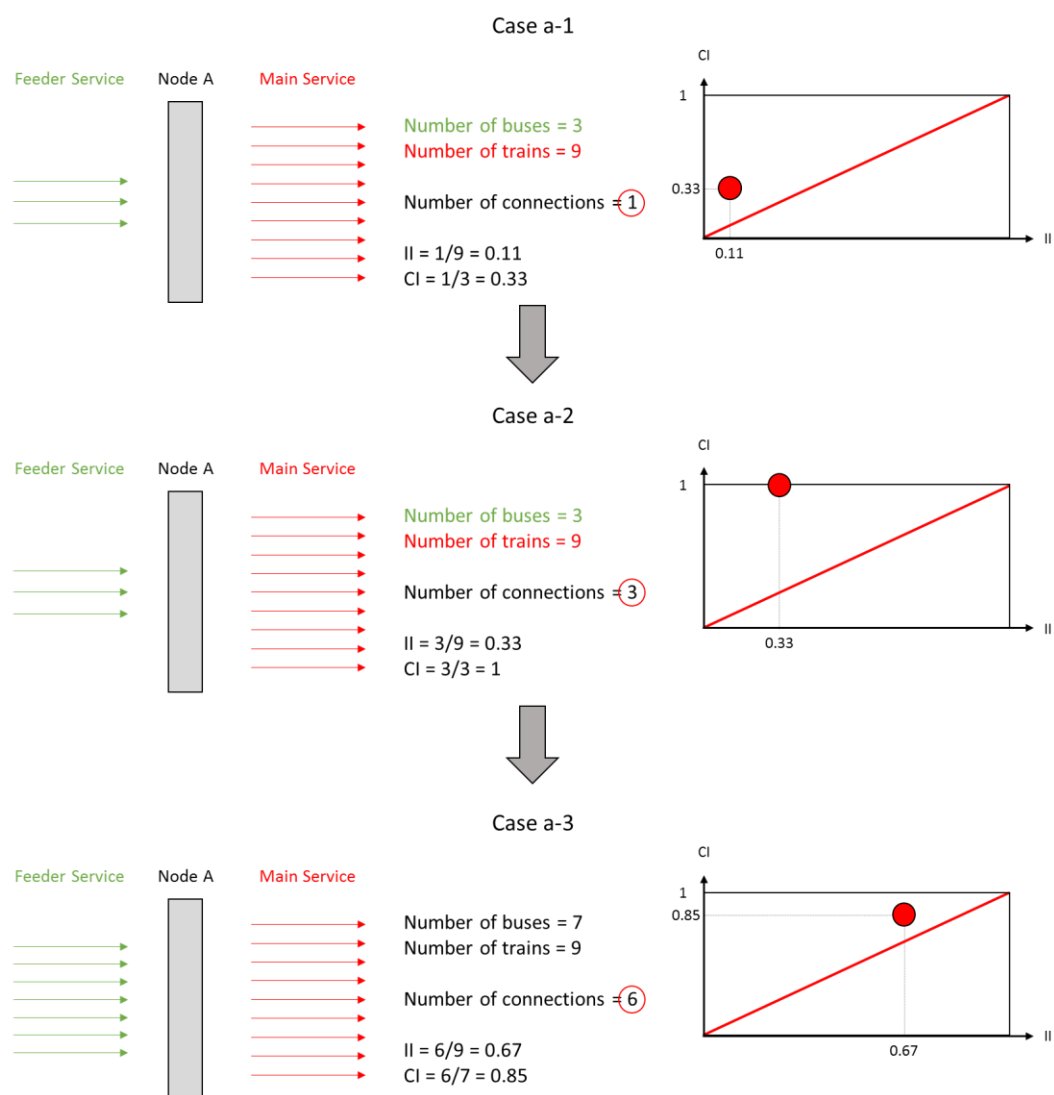 Case a-1
Feeder Service
Node A
Main Service
Number of buses = 3
Number of trains = 9
Number of connections = 1
II = 1/9 = 0.11
CI = 1/3 = 0.33
CI
1
0.33
0.11
II
Case a-2
Feeder Service
Node A
Main Service
Number of buses = 3
Number of trains = 9
Number of connections = 3
II = 3/9 = 0.33
CI = 3/3 = 1
CI
1
0.33
II
Case a-3
Feeder Service
Node A
Main Service
Number of buses = 7
Number of trains = 9
Number of connections = 6
II = 6/9 = 0.67
CI = 6/7 = 0.85
CI
1
0.85
0.67
II